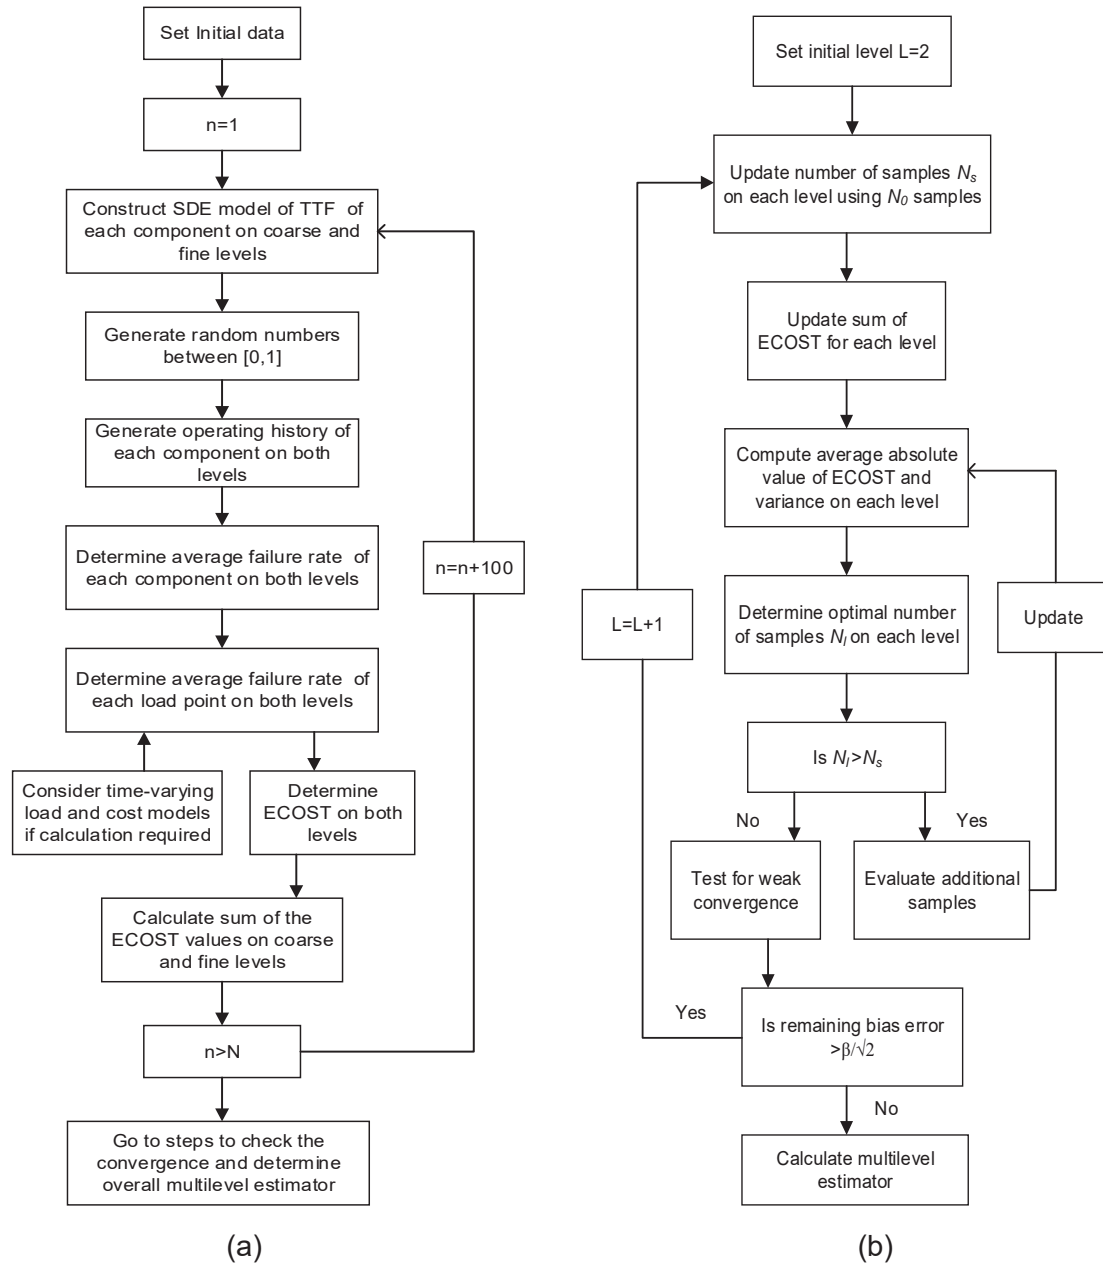 Set Initial data
n=1
Construct SDE model of TTF of
each component on coarse and
fine levels
Generate random numbers
between [0,1]
Generate operating history of
each component on both
levels
Determine average failure rate of
each component on both levels
n=n+100
Determine average failure rate of
each load point on both levels
Consider time-varying
load and cost models
if calculation required
Determine
ECOST on both
levels
Calculate sum of the
ECOST values on coarse
and fine levels
n>N
Go to steps to check the
convergence and determine
overall multilevel estimator
(a)
Set initial level L=2
Update number of samples Ns
on each level using N0 samples
Update sum of
ECOST for each level
Compute average absolute
value of ECOST and
variance on each level
Determine optimal number
of samples Nl on each level
L=L+1
Update
Is Nl>Ns
No
Yes
Test for weak
convergence
Evaluate additional
samples
Yes
Is remaining bias error
>β/√2
No
Calculate multilevel
estimator
(b)